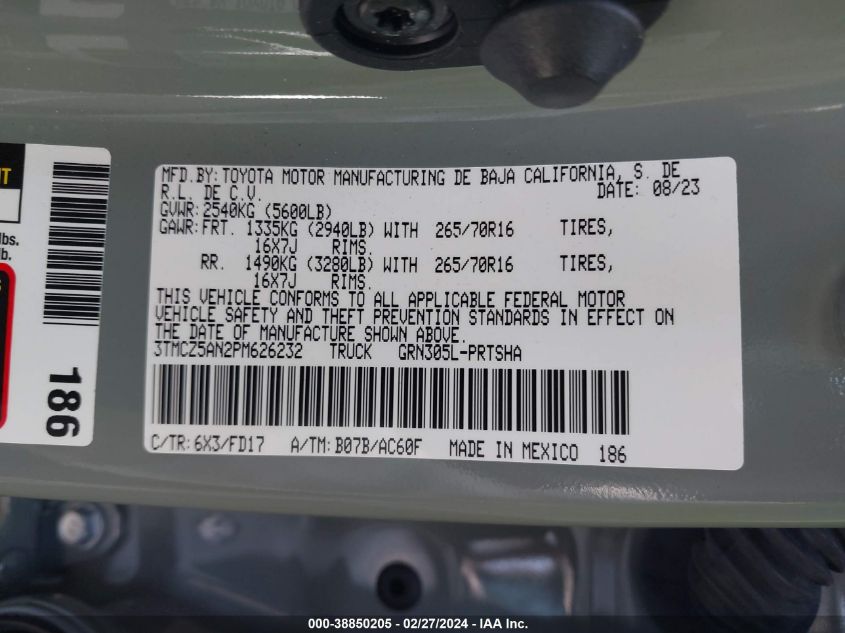 MFD.BY: TOYOTA MOTOR MANUFACTURING DE BAJA CALIFORNIA, S. DE
R.L. DE C.V. DATE: 08/23
GVWR: 2540KG (5600LB)
GAWR: FRT. 1335KG (2940LB) WITH 265/70R16 TIRES,
16X7J RIMS.
RR. 1490KG (3280LB) WITH 265/70R16 TIRES,
16X7J RIMS.
THIS VEHICLE CONFORMS TO ALL APPLICABLE FEDERAL MOTOR
VEHICLE SAFETY AND THEFT PREVENTION STANDARDS IN EFFECT ON
THE DATE OF MANUFACTURE SHOWN ABOVE.
3TMCZ5AN2PM626232 TRUCK GRN305L-PRTSHA
C/TR: 6X3/FD17 A/TM: B07B/AC60F MADE IN MEXICO 186
lbs.
lb.
186
000-38850205 - 02/27/2024 - IAA Inc.